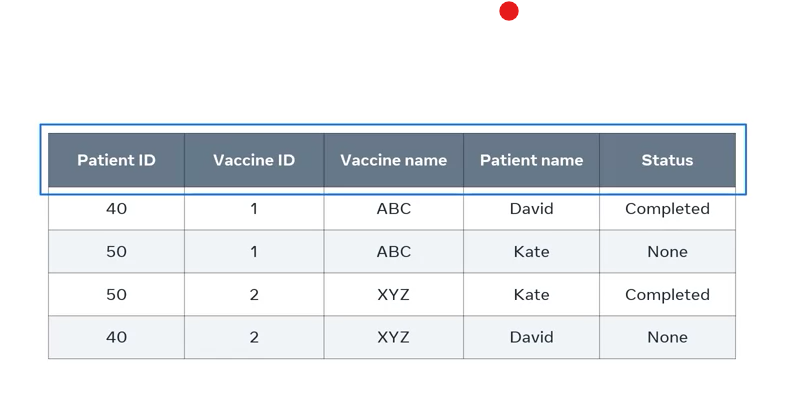 Patient ID Vaccine ID Vaccine name Patient name Status
40 1 ABC David Completed
50 1 ABC Kate None
50 2 XYZ Kate Completed
40 2 XYZ David None